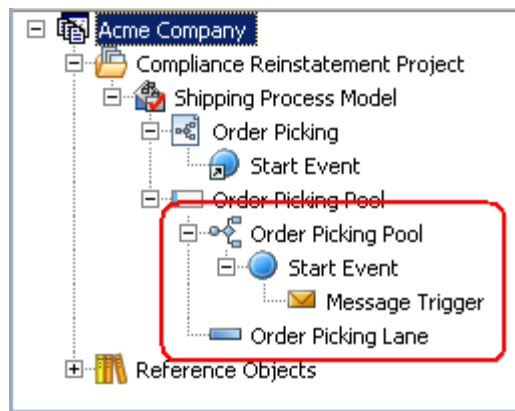 Acme Company
Compliance Reinstatement Project
Shipping Process Model
Order Picking
Start Event
Order Picking Pool
Order Picking Pool
Start Event
Message Trigger
Order Picking Lane
Reference Objects